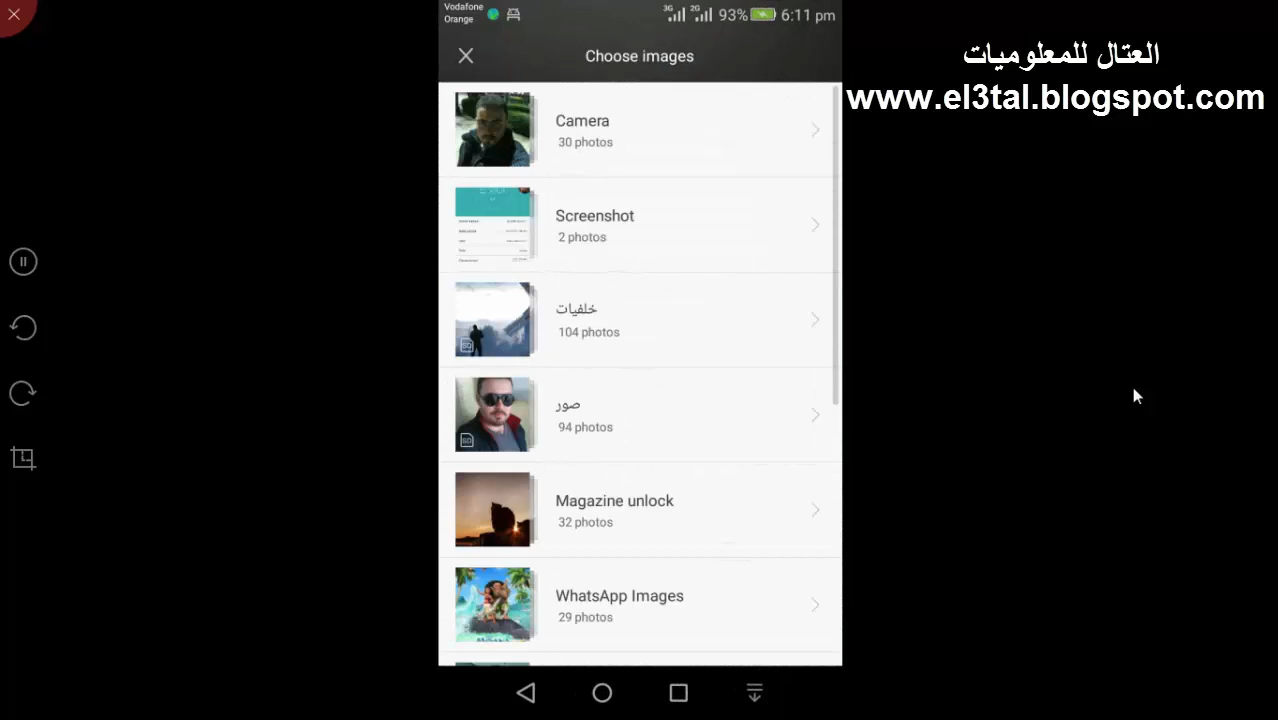 Vodafone
Orange
3G 2G 93% 6:11 pm
Choose images
العتال للمعلوميات
www.el3tal.blogspot.com
Camera
30 photos
Screenshot
2 photos
خلفيات
104 photos
صور
94 photos
Magazine unlock
32 photos
WhatsApp Images
29 photos